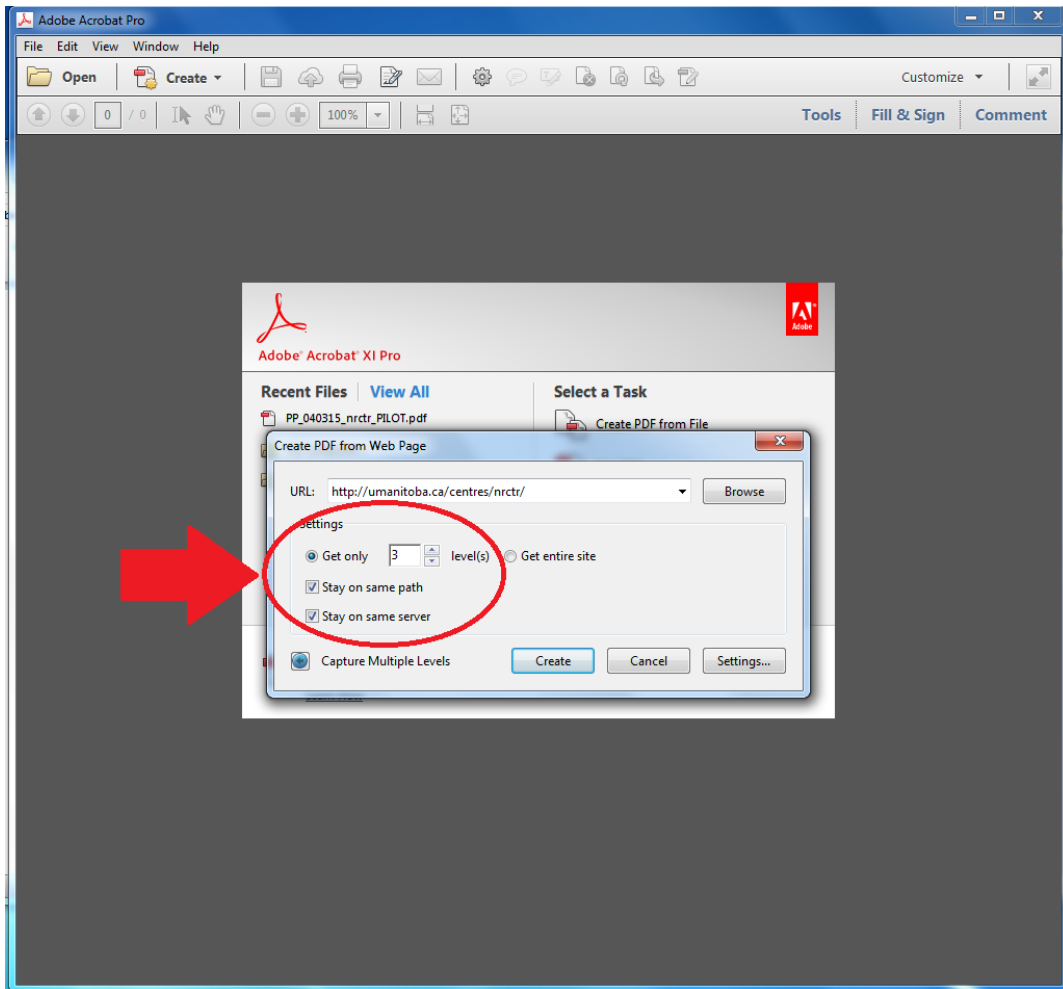 Adobe Acrobat Pro
File Edit View Window Help
Open Create Customize
0 / 0 100% Tools Fill & Sign Comment
Adobe
Adobe® Acrobat® XI Pro
Recent Files View All Select a Task
PP_040315_nrctr_PILOT.pdf Create PDF from File
Create PDF from Web Page
URL: http://umanitoba.ca/centres/nrctr/ Browse
Settings
Get only 3 level(s) Get entire site
Stay on same path
Stay on same server
Capture Multiple Levels Create Cancel Settings...